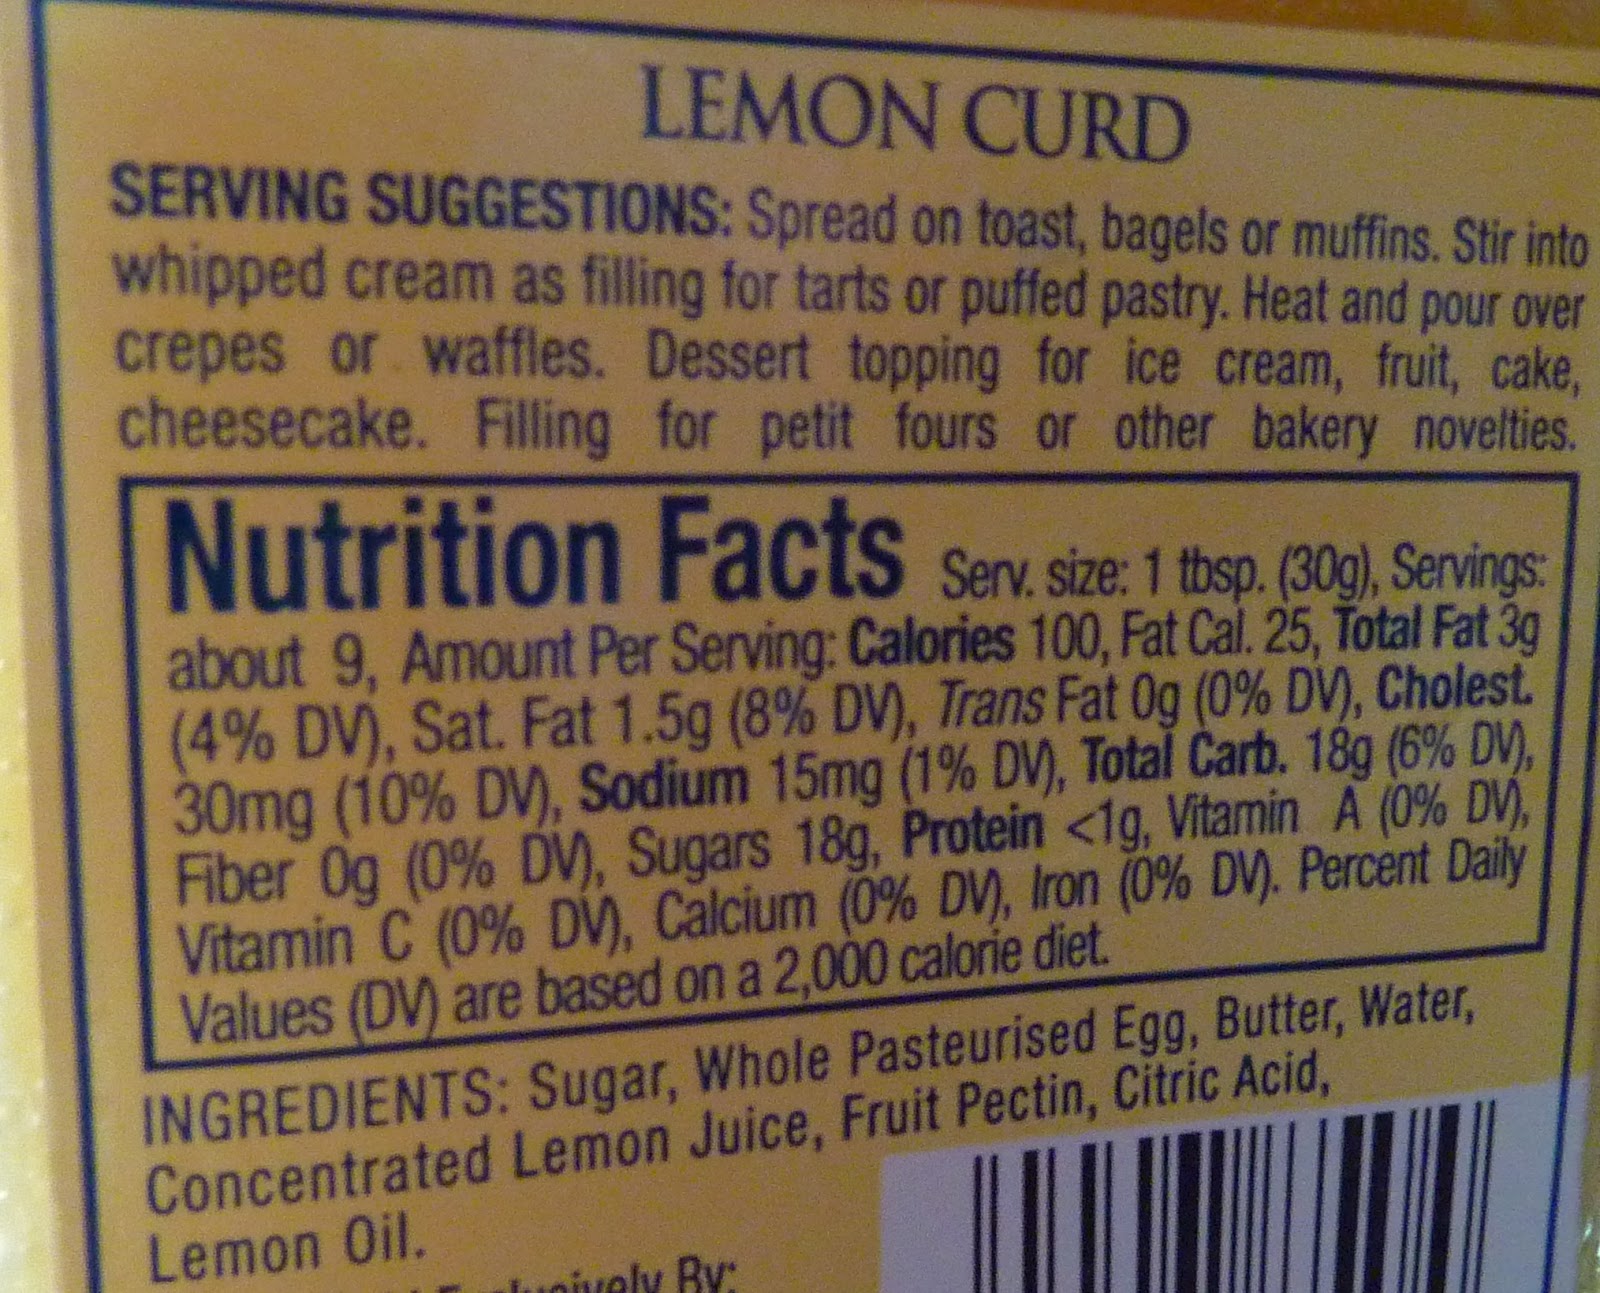 LEMON CURD
SERVING SUGGESTIONS: Spread on toast, bagels or muffins. Stir into
whipped cream as filling for tarts or puffed pastry. Heat and pour over
crepes or waffles. Dessert topping for ice cream, fruit, cake,
cheesecake. Filling for petit fours or other bakery novelties.
Nutrition Facts Serv. size: 1 tbsp. (30g), Servings:
about 9, Amount Per Serving: Calories 100, Fat Cal. 25, Total Fat 3g
(4% DV), Sat. Fat 1.5g (8% DV), Trans Fat 0g (0% DV), Cholest.
30mg (10% DV), Sodium 15mg (1% DV), Total Carb. 18g (6% DV),
Fiber 0g (0% DV), Sugars 18g, Protein <1g, Vitamin A (0% DV),
Vitamin C (0% DV), Calcium (0% DV), Iron (0% DV). Percent Daily
Values (DV) are based on a 2,000 calorie diet.
INGREDIENTS: Sugar, Whole Pasteurised Egg, Butter, Water,
Concentrated Lemon Juice, Fruit Pectin, Citric Acid,
Lemon Oil.
Exclusively By: